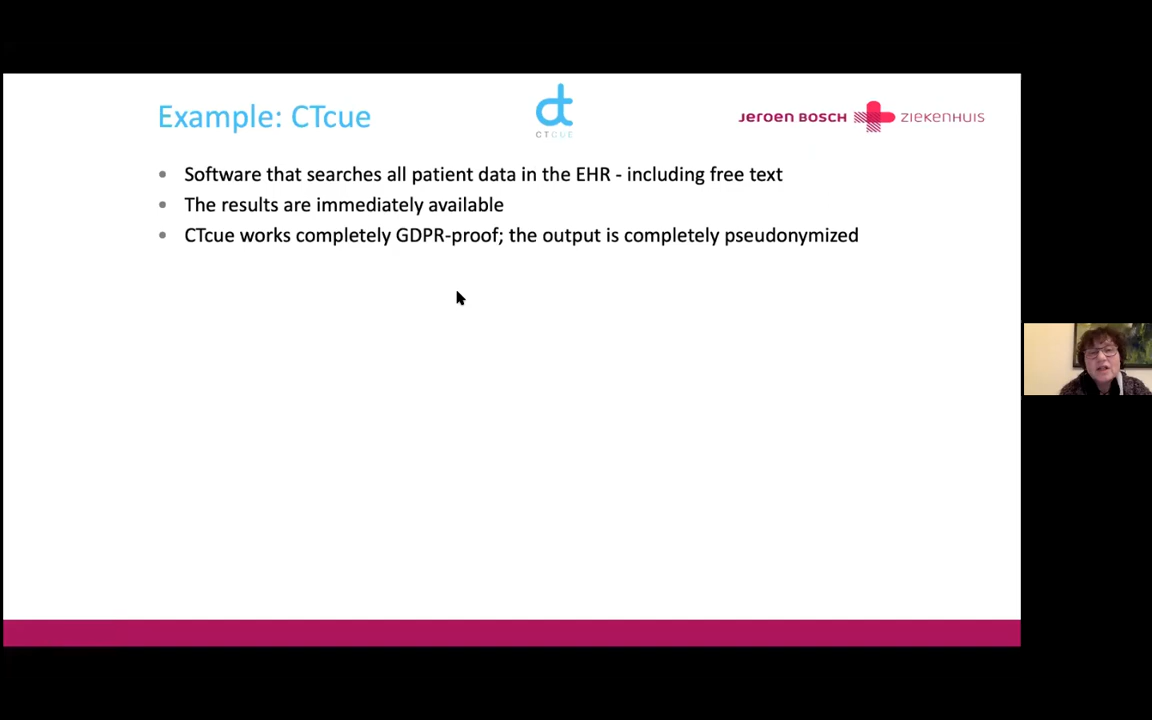 Example: CTcue
CTCUE
Jeroen Bosch ZIEKENHUIS
Software that searches all patient data in the EHR - including free text
The results are immediately available
CTcue works completely GDPR-proof; the output is completely pseudonymized